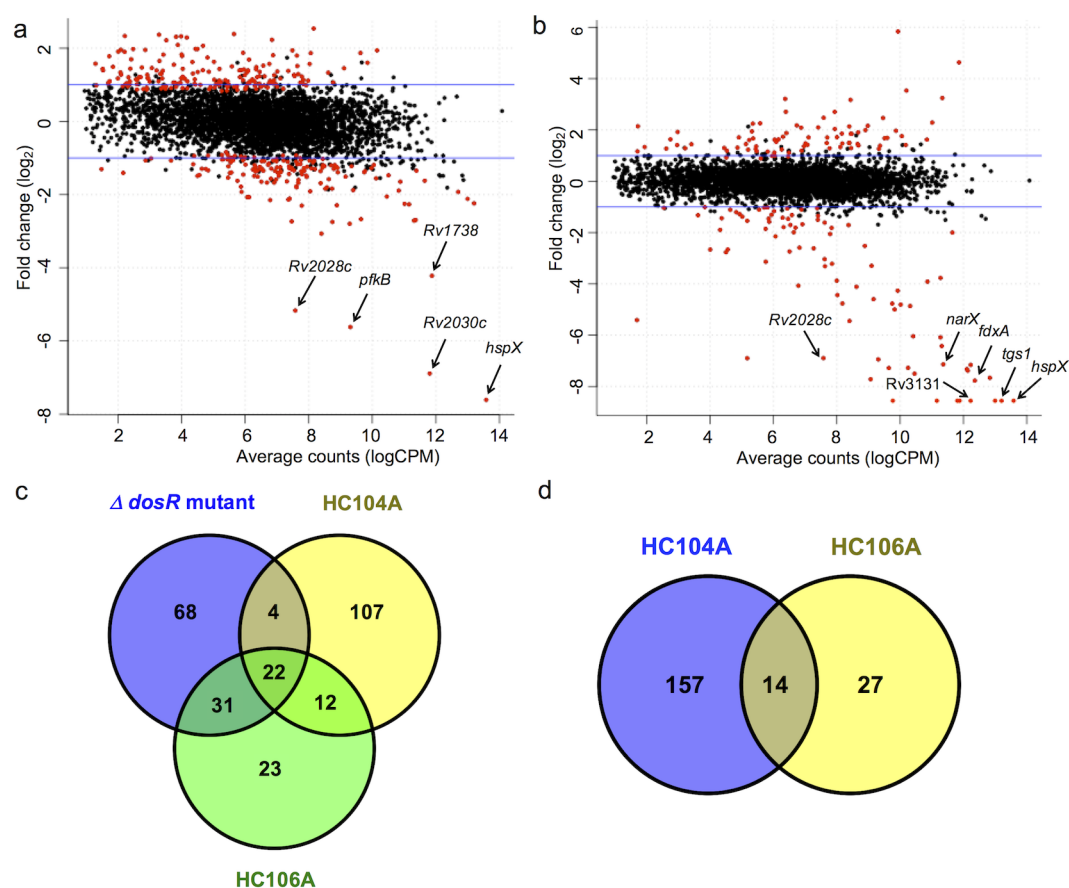 a
2
0
-2
-4
-6
-8
Fold change (log2)
Rv1738
Rv2028c
pfkB
Rv2030c
hspX
2 4 6 8 10 12 14
Average counts (logCPM)
b
6
4
2
0
-2
-4
-6
-8
Fold change (log2)
Rv2028c
narX
fdxA
tgs1
hspX
Rv3131
2 4 6 8 10 12 14
Average counts (logCPM)
c
Δ dosR mutant
HC104A
68
4
107
22
31
12
23
HC106A
d
HC104A
HC106A
157
14
27